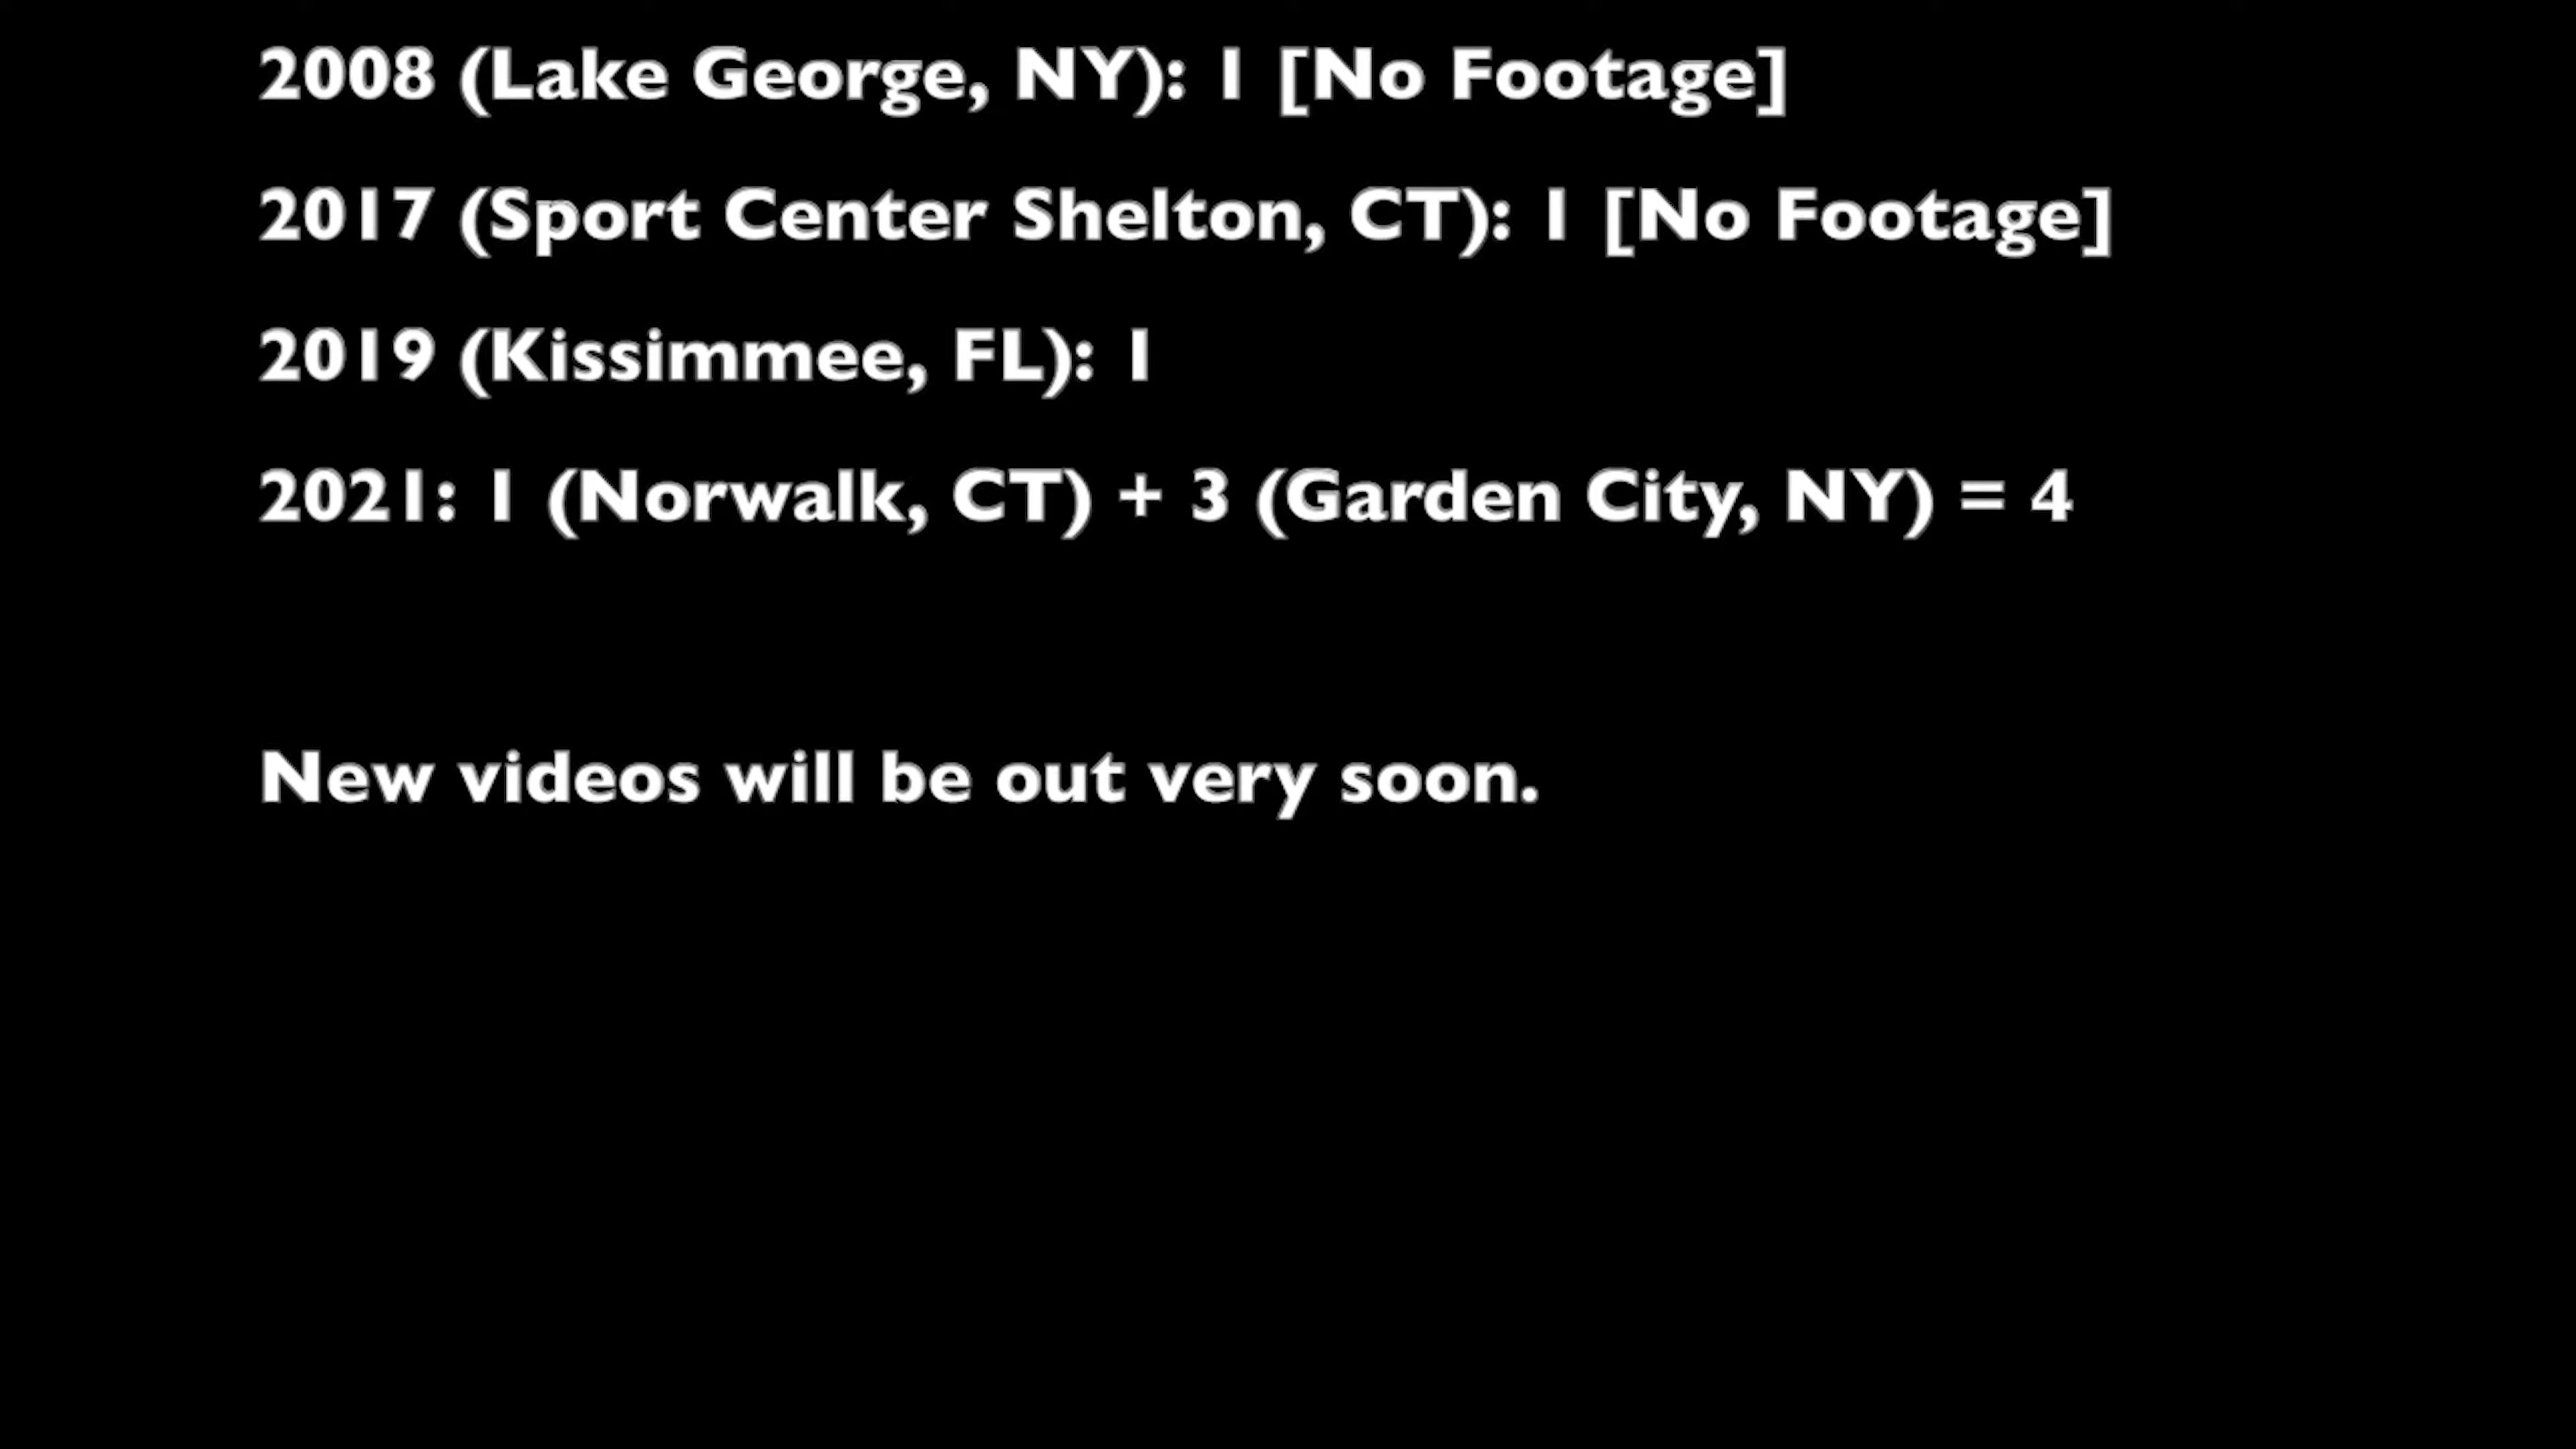 2008 (Lake George, NY): 1 [No Footage]
2017 (Sport Center Shelton, CT): 1 [No Footage]
2019 (Kissimmee, FL): 1
2021: 1 (Norwalk, CT) + 3 (Garden City, NY) = 4
New videos will be out very soon.